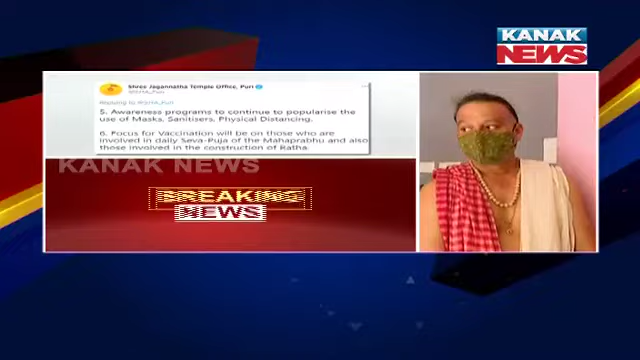 KANAK
NEWS
Shree Jagannatha Temple Office, Puri
@SJTA_Puri
Replying to @SJTA_Puri
5. Awareness programs to continue to popularise the
use of Masks, Sanitisers, Physical Distancing.
6. Focus for Vaccination will be on those who are
involved in daily Seva-Puja of the Mahaprabhu and also
those involved in the construction of Ratha.
KANAK NEWS
BREAKING
NEWS